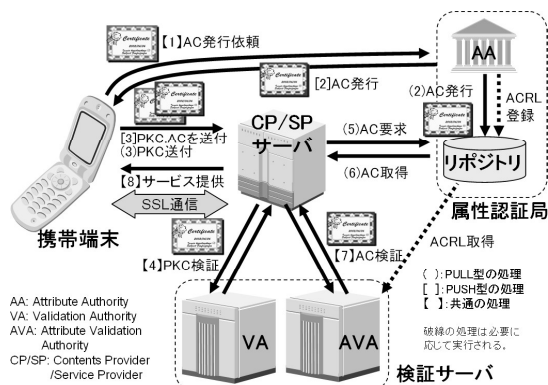 【1】AC発行依頼
[2]AC発行
AA
(2)AC発行
ACRL
登録
[3]PKC,ACを送付
(3)PKC送付
CP/SP
サーバ
(5)AC要求
(6)AC取得
リポジトリ
属性認証局
【8】サービス提供
SSL通信
携帯端末
【4】PKC検証
【7】AC検証
ACRL取得
( ):PULL型の処理
[ ]:PUSH型の処理
【 】:共通の処理
破線の処理は必要に
応じて実行される。
AA: Attribute Authority
VA: Validation Authority
AVA: Attribute Validation
Authority
CP/SP: Contents Provider
/Service Provider
VA
AVA
検証サーバ
Certificate
Certificate
Certificate
Certificate
Certificate
Certificate